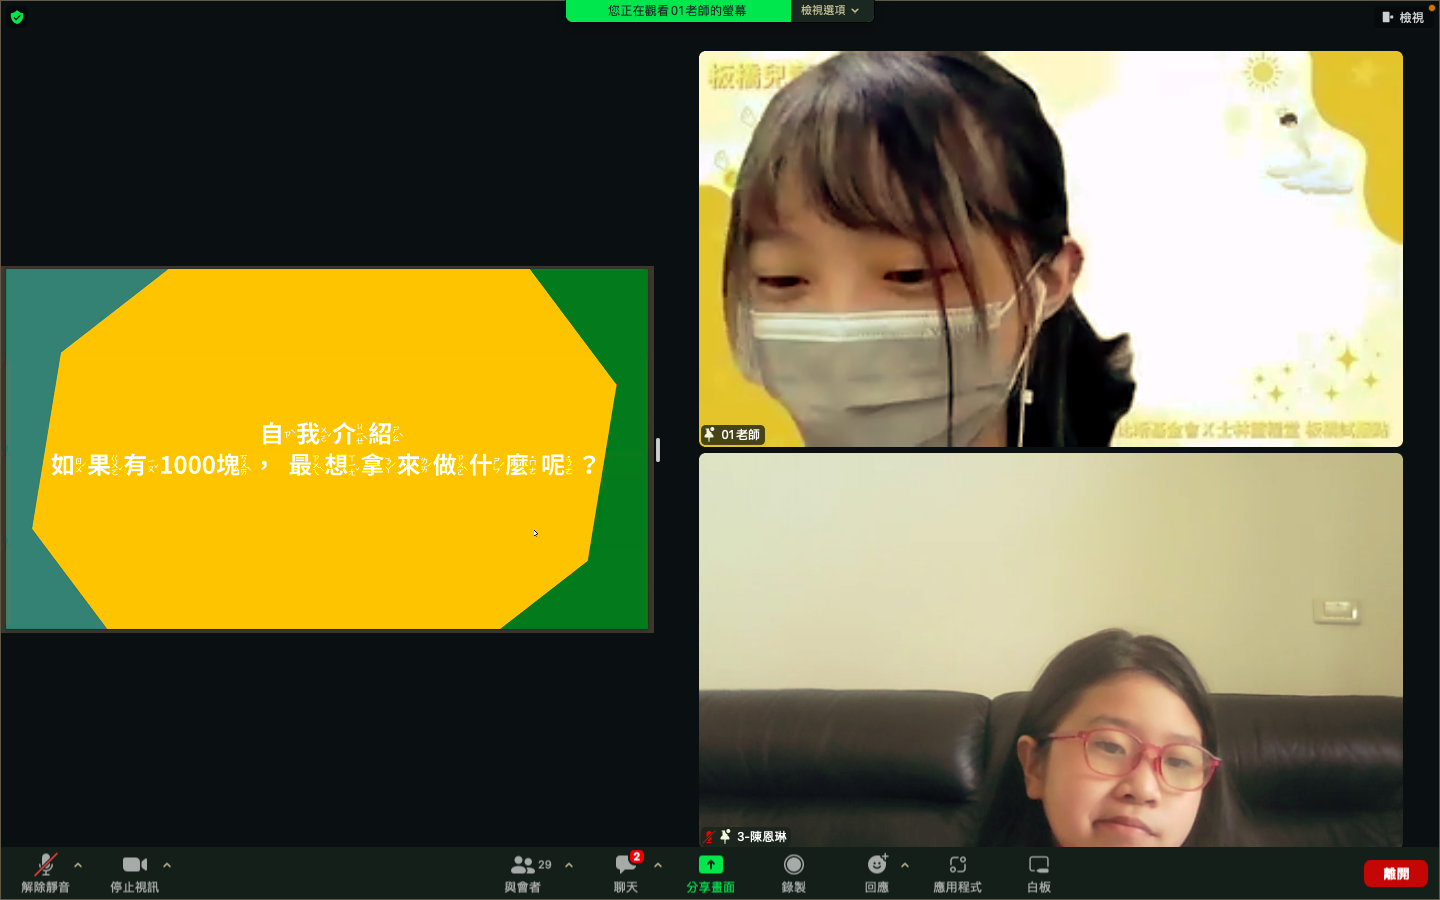 您正在觀看01老師的螢幕
檢視選項
檢視
自我介紹
如果有1000塊，最想拿來做什麼呢？
板橋兒
01老師
3-陳恩琳
解除靜音
停止視訊
29
與會者
2
聊天
分享畫面
錄製
回應
應用程式
白板
離開